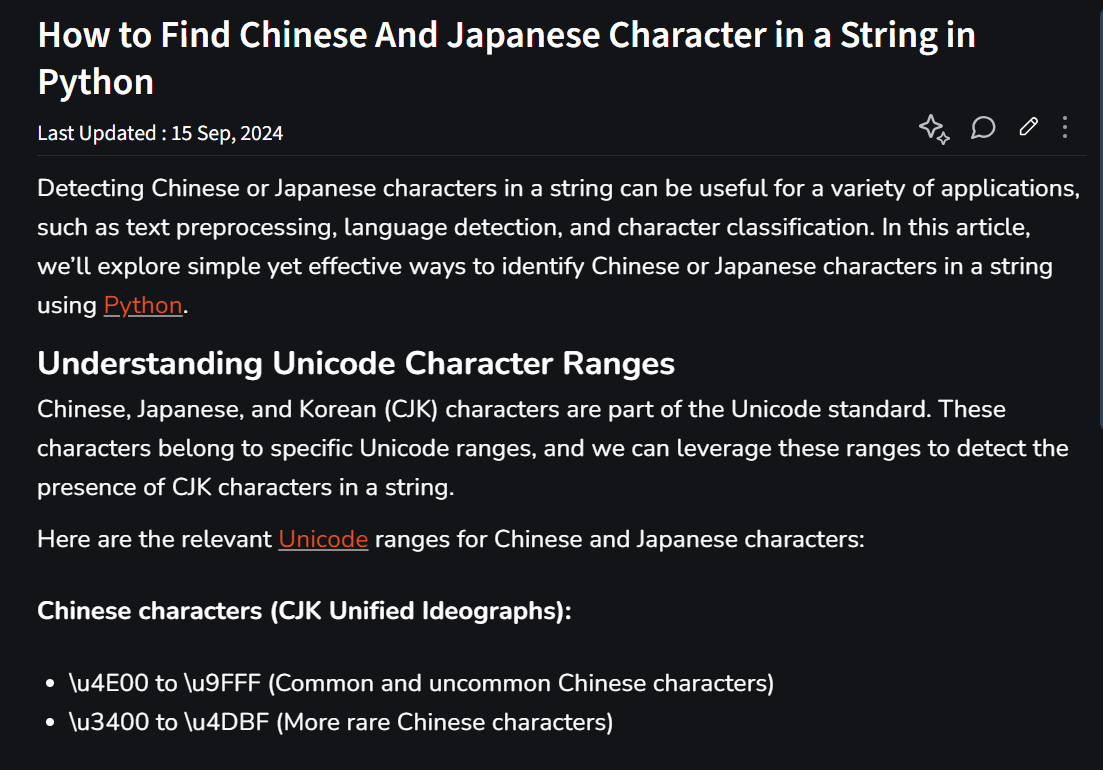 How to Find Chinese And Japanese Character in a String in
Python
Last Updated : 15 Sep, 2024
Detecting Chinese or Japanese characters in a string can be useful for a variety of applications,
such as text preprocessing, language detection, and character classification. In this article,
we’ll explore simple yet effective ways to identify Chinese or Japanese characters in a string
using Python.
Understanding Unicode Character Ranges
Chinese, Japanese, and Korean (CJK) characters are part of the Unicode standard. These
characters belong to specific Unicode ranges, and we can leverage these ranges to detect the
presence of CJK characters in a string.
Here are the relevant Unicode ranges for Chinese and Japanese characters:
Chinese characters (CJK Unified Ideographs):
• \u4E00 to \u9FFF (Common and uncommon Chinese characters)
• \u3400 to \u4DBF (More rare Chinese characters)